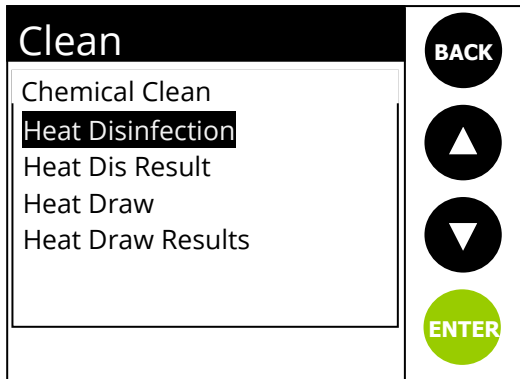 Clean
Chemical Clean
Heat Disinfection
Heat Dis Result
Heat Draw
Heat Draw Results
BACK
ENTER